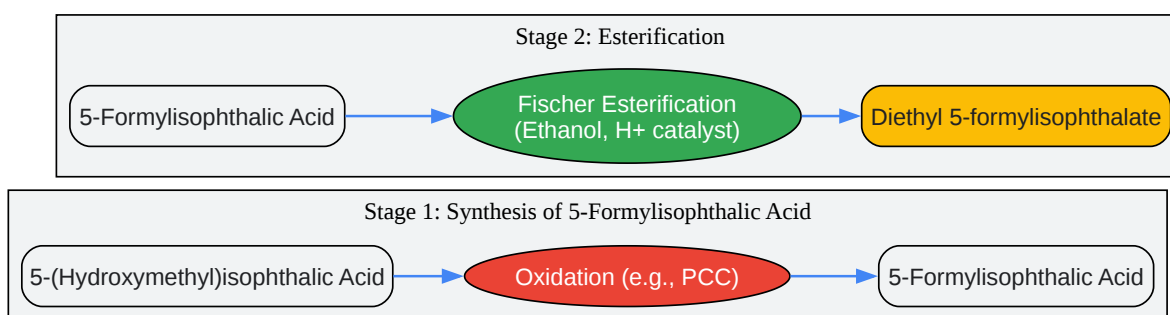 Stage 2: Esterification
5-Formylisophthalic Acid
Fischer Esterification
(Ethanol, H+ catalyst)
Diethyl 5-formylisophthalate
Stage 1: Synthesis of 5-Formylisophthalic Acid
5-(Hydroxymethyl)isophthalic Acid
Oxidation (e.g., PCC)
5-Formylisophthalic Acid